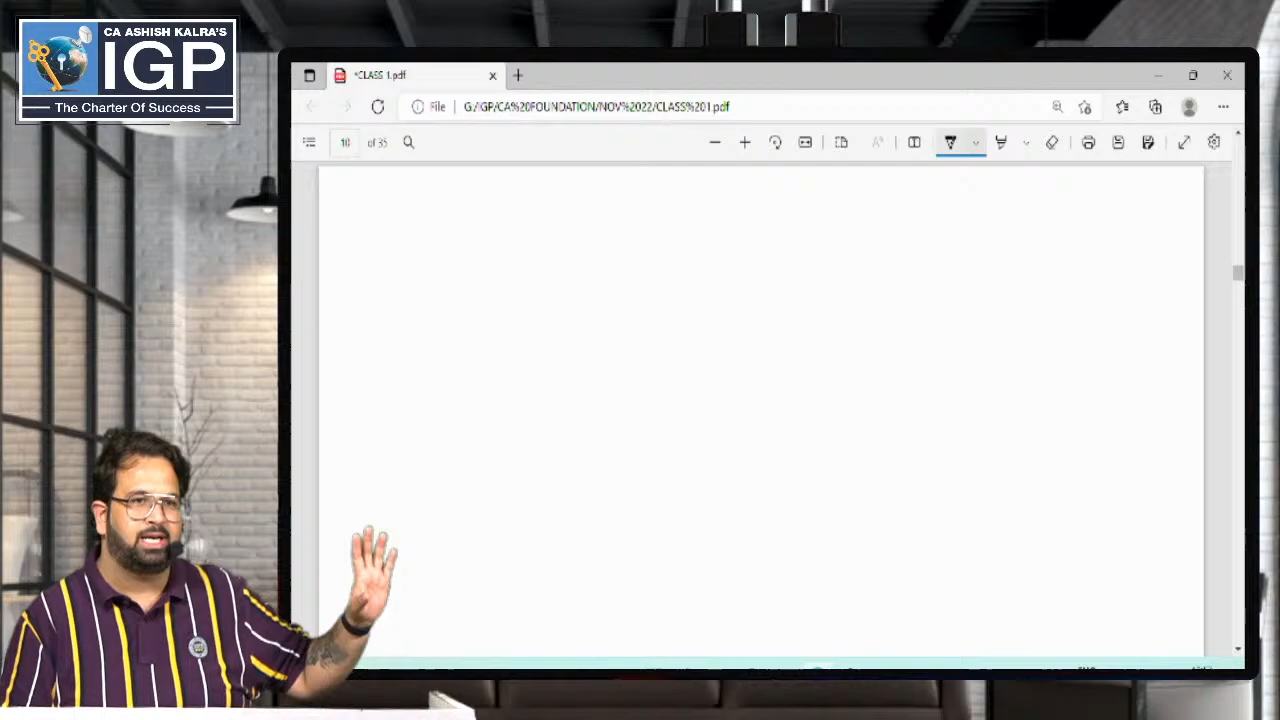 CA ASHISH KALRA'S
IGP
The Charter Of Success
*CLASS 1.pdf
File
G:/IGP/CA%20FOUNDATION/NOV%2022/CLASS%201.pdf
10 of 35